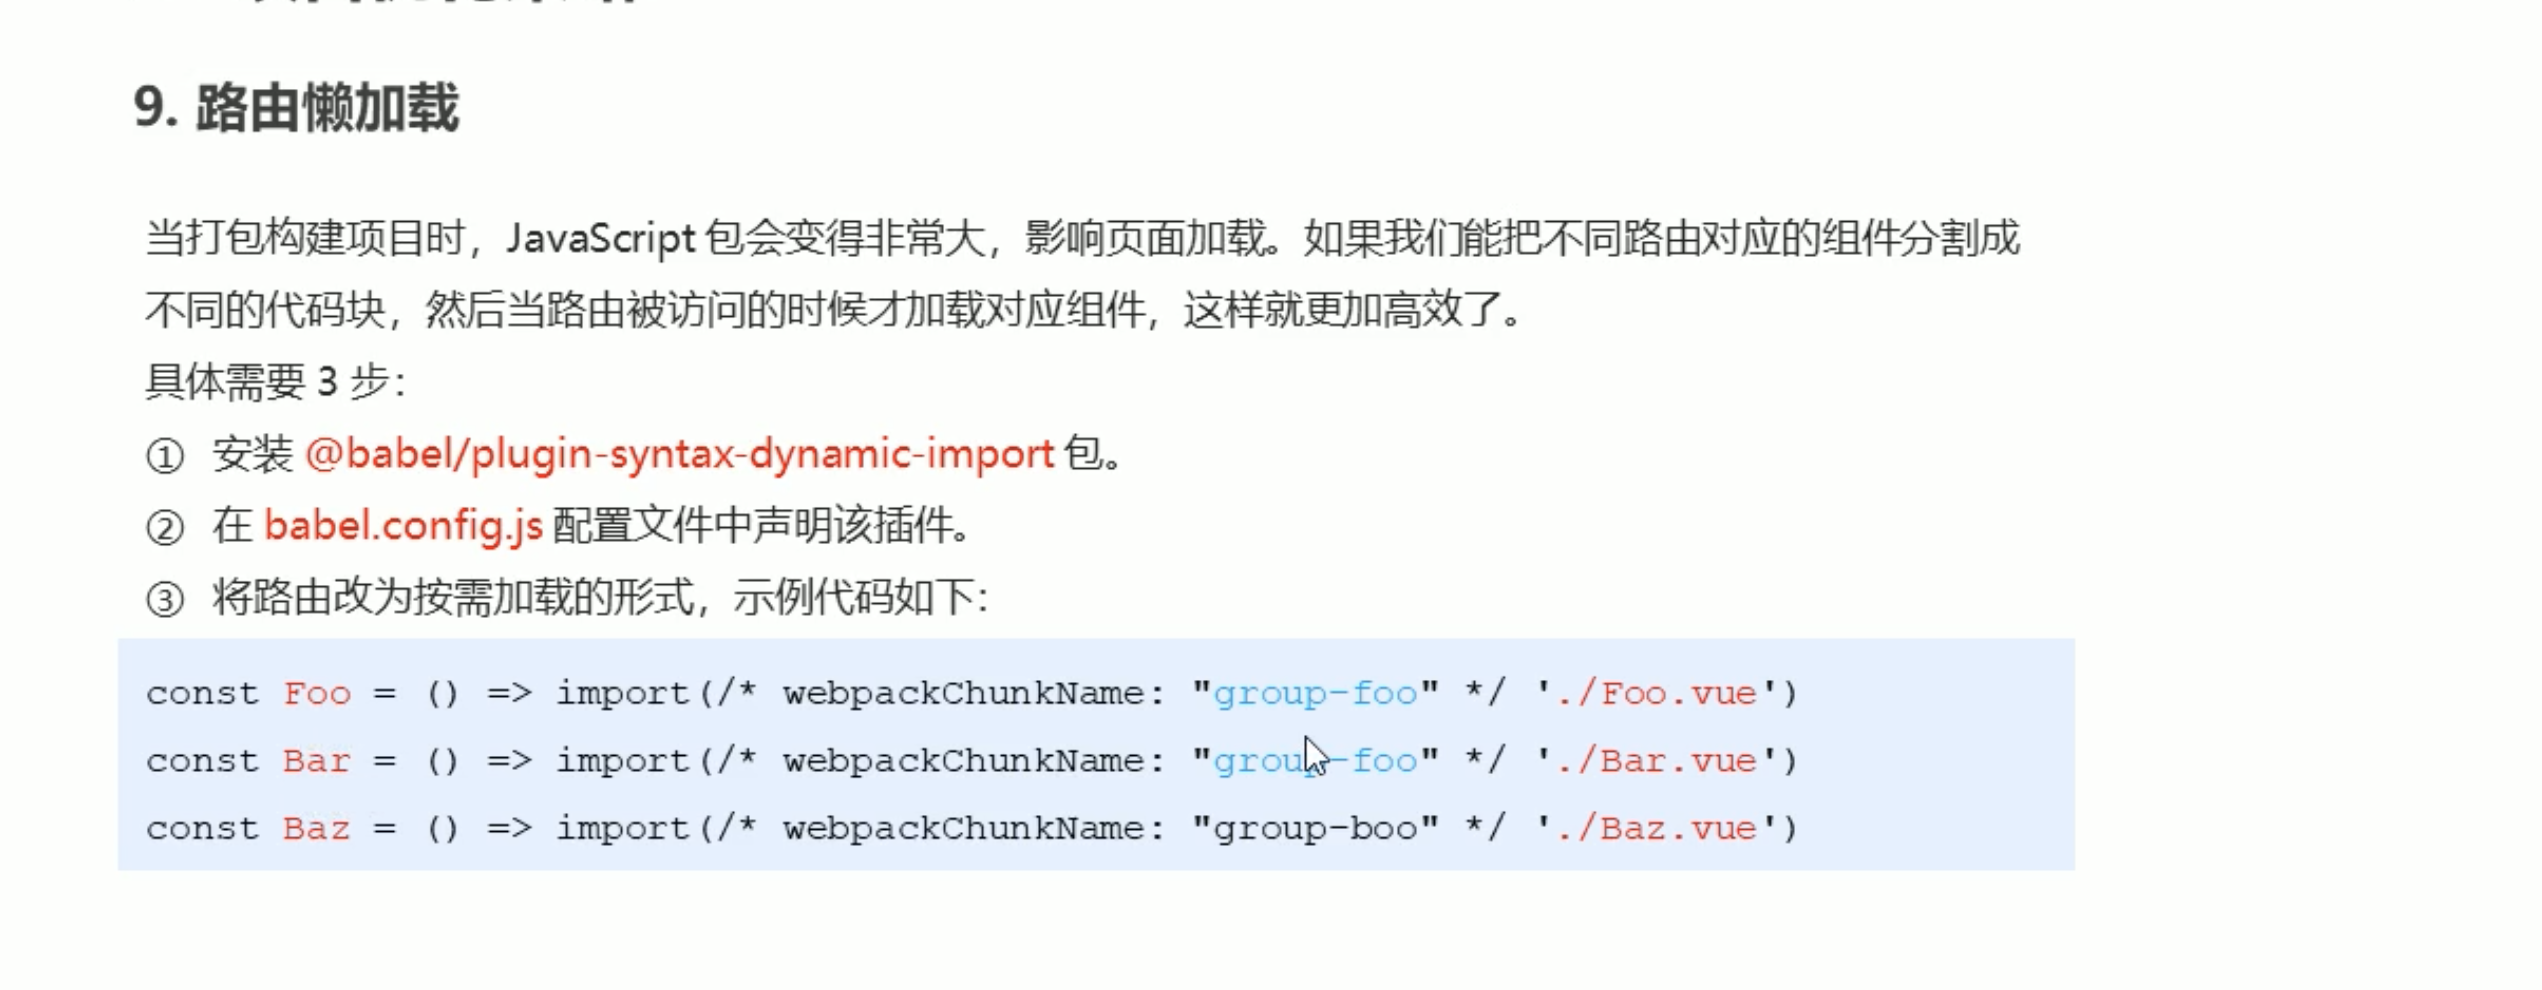 9. 路由懒加载
当打包构建项目时，JavaScript 包会变得非常大，影响页面加载。如果我们能把不同路由对应的组件分割成
不同的代码块，然后当路由被访问的时候才加载对应组件，这样就更加高效了。
具体需要 3 步：
① 安装 @babel/plugin-syntax-dynamic-import 包。
② 在 babel.config.js 配置文件中声明该插件。
③ 将路由改为按需加载的形式，示例代码如下：
const Foo = () => import(/* webpackChunkName: "group-foo" */ './Foo.vue')
const Bar = () => import(/* webpackChunkName: "group-foo" */ './Bar.vue')
const Baz = () => import(/* webpackChunkName: "group-boo" */ './Baz.vue')